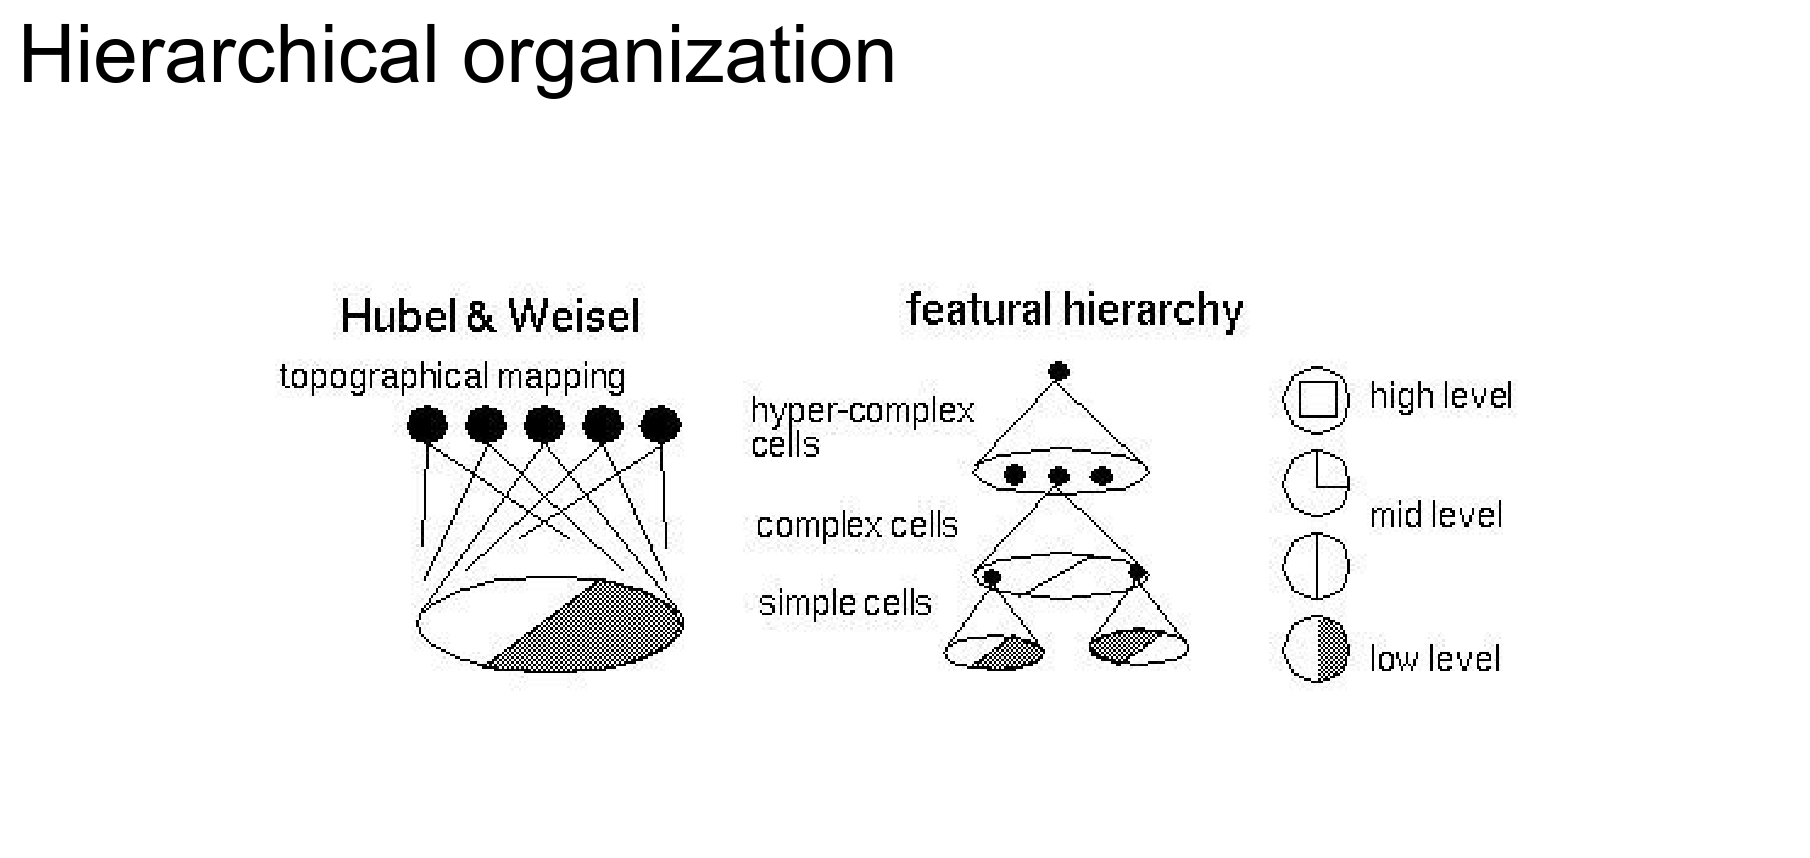 Hierarchical organization
Hubel & Weisel
topographical mapping
featural hierarchy
hyper-complex
cells
complex cells
simple cells
high level
mid level
low level